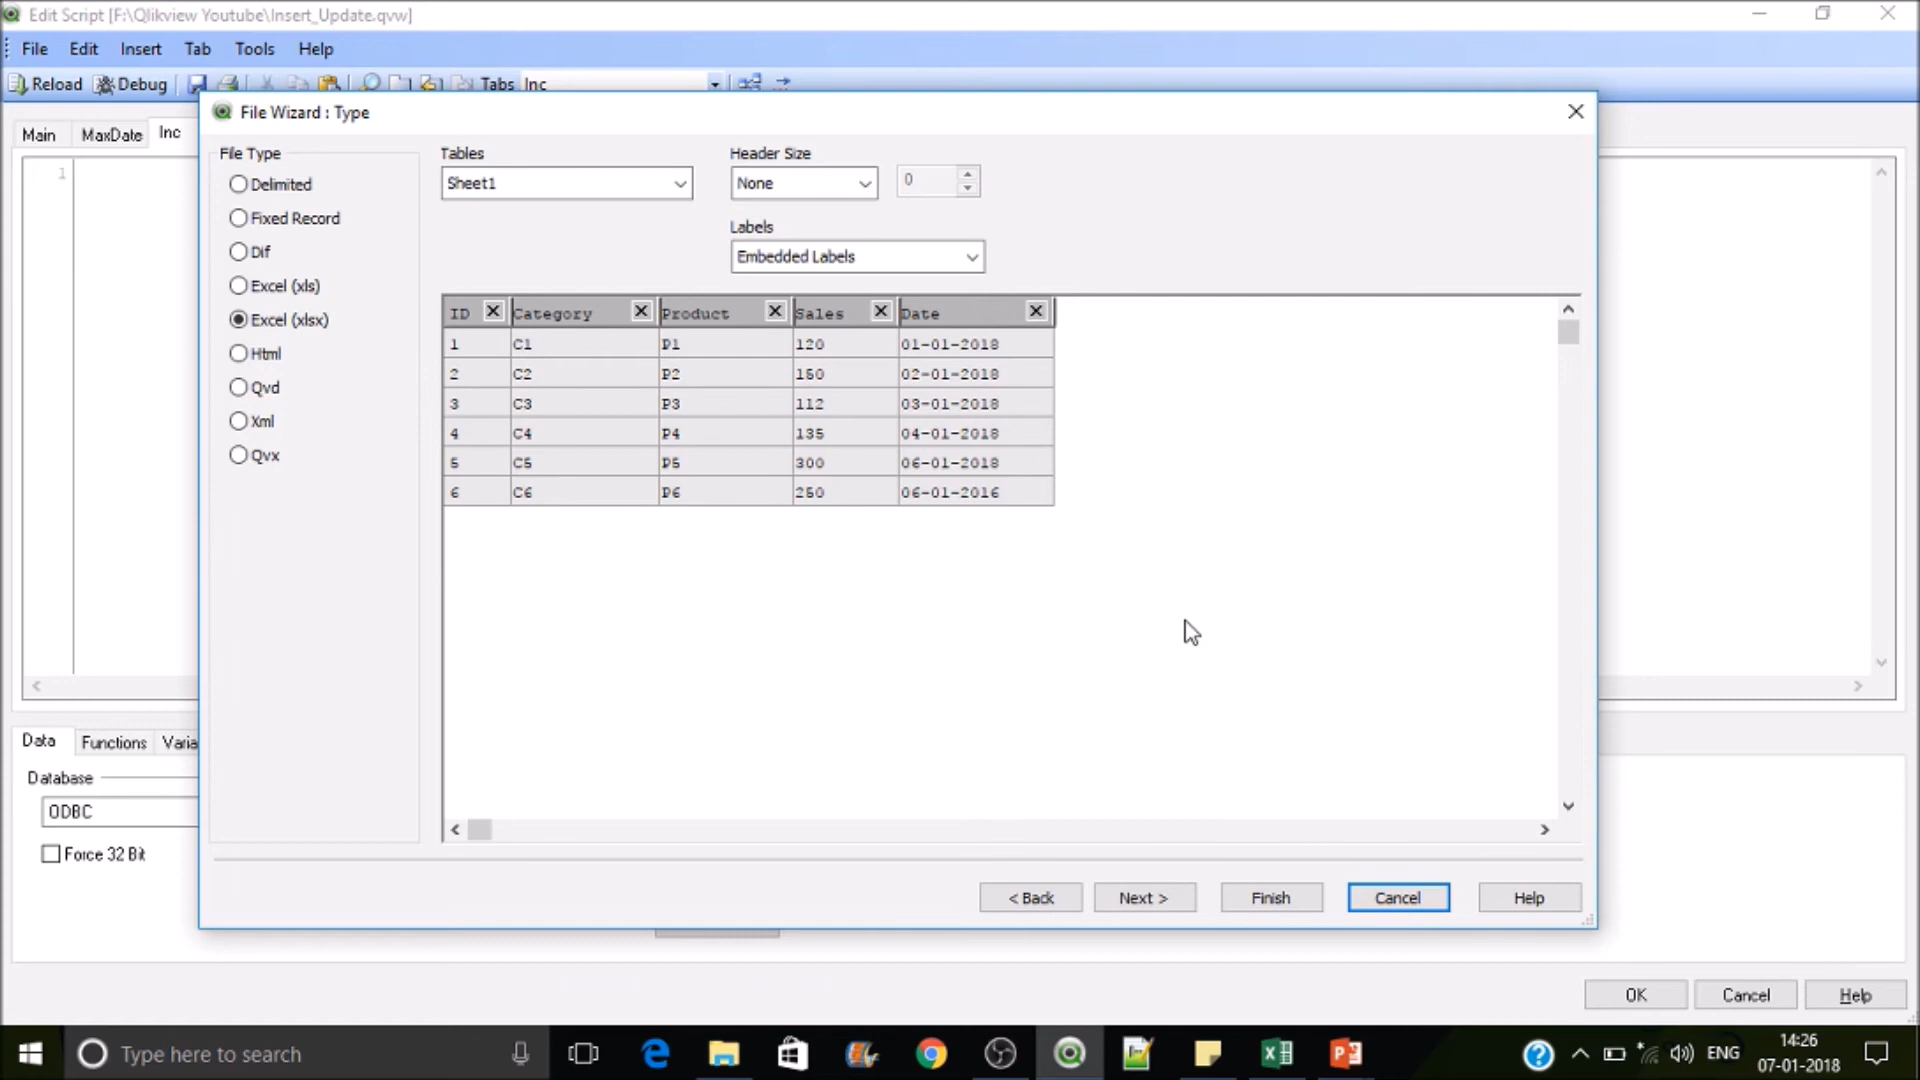 Edit Script [F:\Qlikview Youtube\Insert_Update.qvw]
File Edit Insert Tab Tools Help
Reload Debug Tabs Inc
File Wizard : Type
Main MaxDate Inc
File Type
Delimited
Fixed Record
Dif
Excel (xls)
Excel (xlsx)
Html
Qvd
Xml
Qvx
Tables
Sheet1
Header Size
None 0
Labels
Embedded Labels
ID Category Product Sales Date
1 C1 P1 120 01-01-2018
2 C2 P2 150 02-01-2018
3 C3 P3 112 03-01-2018
4 C4 P4 135 04-01-2018
5 C5 P5 300 06-01-2018
6 C6 P6 250 06-01-2016
1
Data Functions Varia
Database
ODBC
Force 32 Bit
< Back Next > Finish Cancel Help
OK Cancel Help
Type here to search
ENG
14:26
07-01-2018